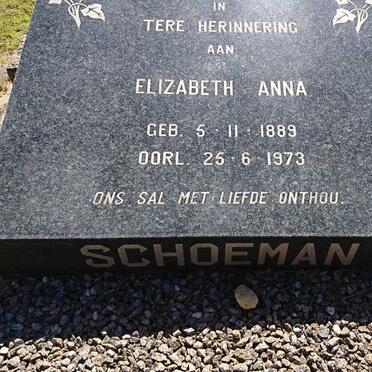 IN
TERE HERINNERING
AAN
ELIZABETH ANNA
GEB. 5-11-1889
OORL. 25-6-1973
ONS SAL MET LIEFDE ONTHOU.
SCHOEMAN